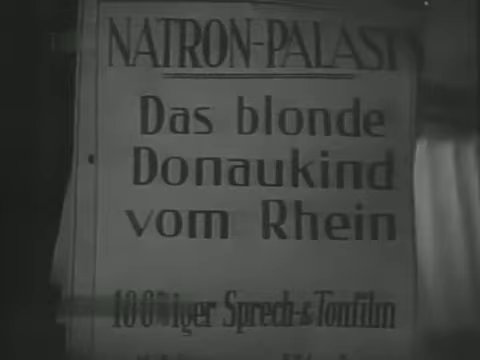 NATRON-PALAST
Das blonde
Donaukind
vom Rhein
100%iger Sprech-&Tonfilm